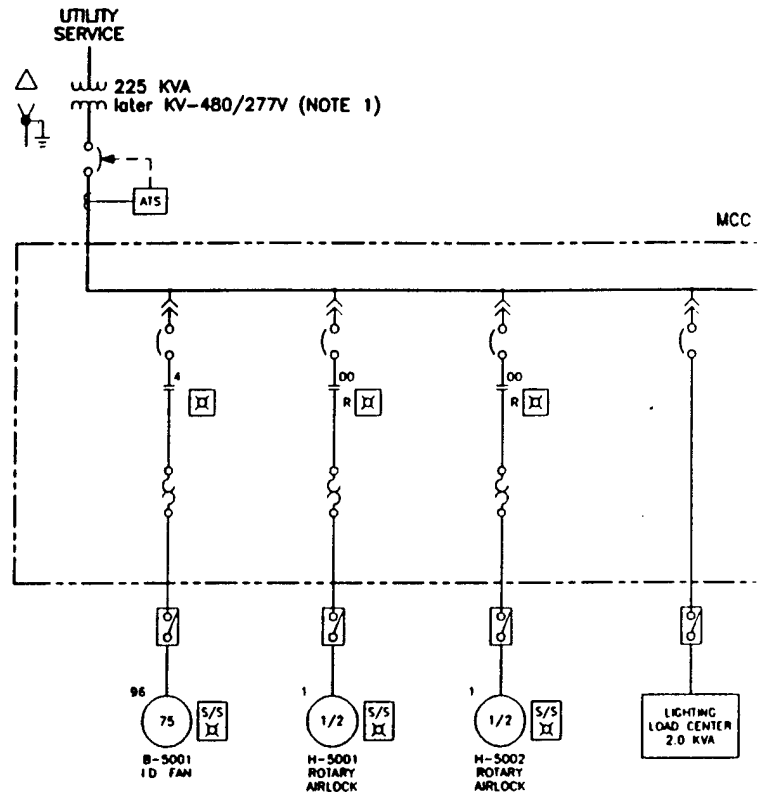 UTILITY
SERVICE
225 KVA
later KV-480/277V (NOTE 1)
ATS
MCC
4
00
R
00
R
96
75
S/S
1
1/2
S/S
1
1/2
S/S
LIGHTING
LOAD CENTER
2.0 KVA
B-5001
I D FAN
H-5001
ROTARY
AIRLOCK
H-5002
ROTARY
AIRLOCK